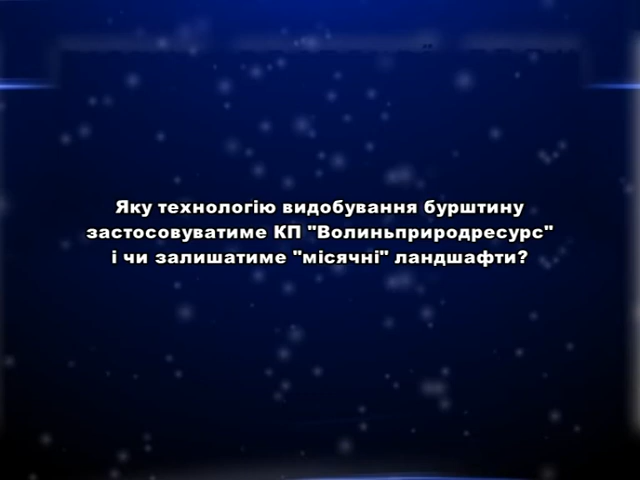 Яку технологію видобування бурштину
застосовуватиме КП "Волиньприродресурс"
і чи залишатиме "місячні" ландшафти?